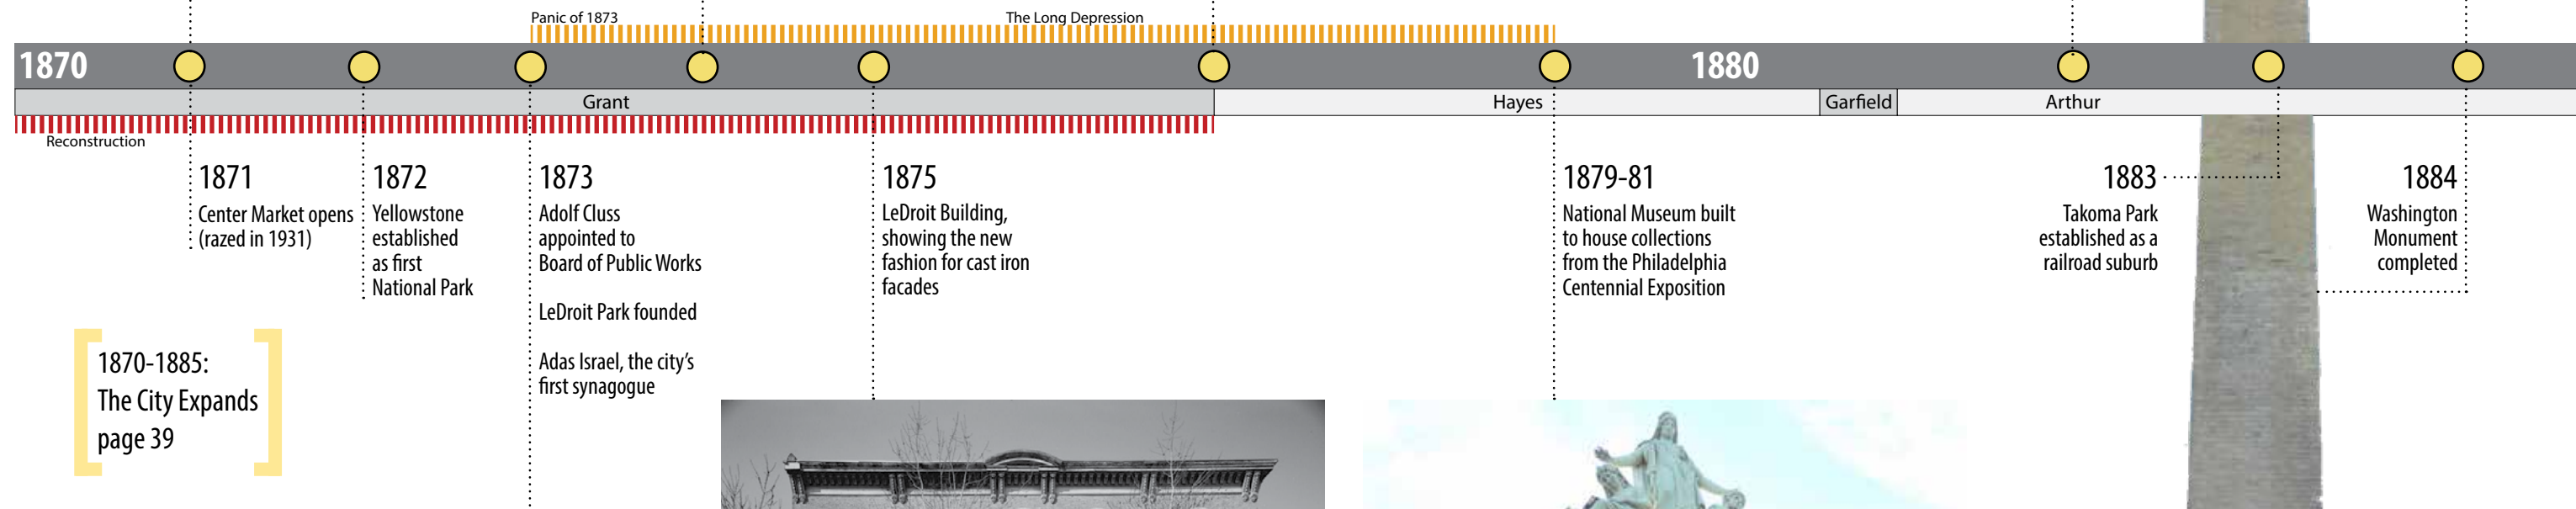 Panic of 1873
The Long Depression
1870
1880
Grant
Hayes
Garfield
Arthur
Reconstruction
1871
Center Market opens
(razed in 1931)
1872
Yellowstone
established
as first
National Park
1873
Adolf Cluss
appointed to
Board of Public Works
LeDroit Park founded
Adas Israel, the city's
first synagogue
1875
LeDroit Building,
showing the new
fashion for cast iron
facades
1879-81
National Museum built
to house collections
from the Philadelphia
Centennial Exposition
1883
Takoma Park
established as a
railroad suburb
1884
Washington
Monument
completed
1870-1885:
The City Expands
page 39